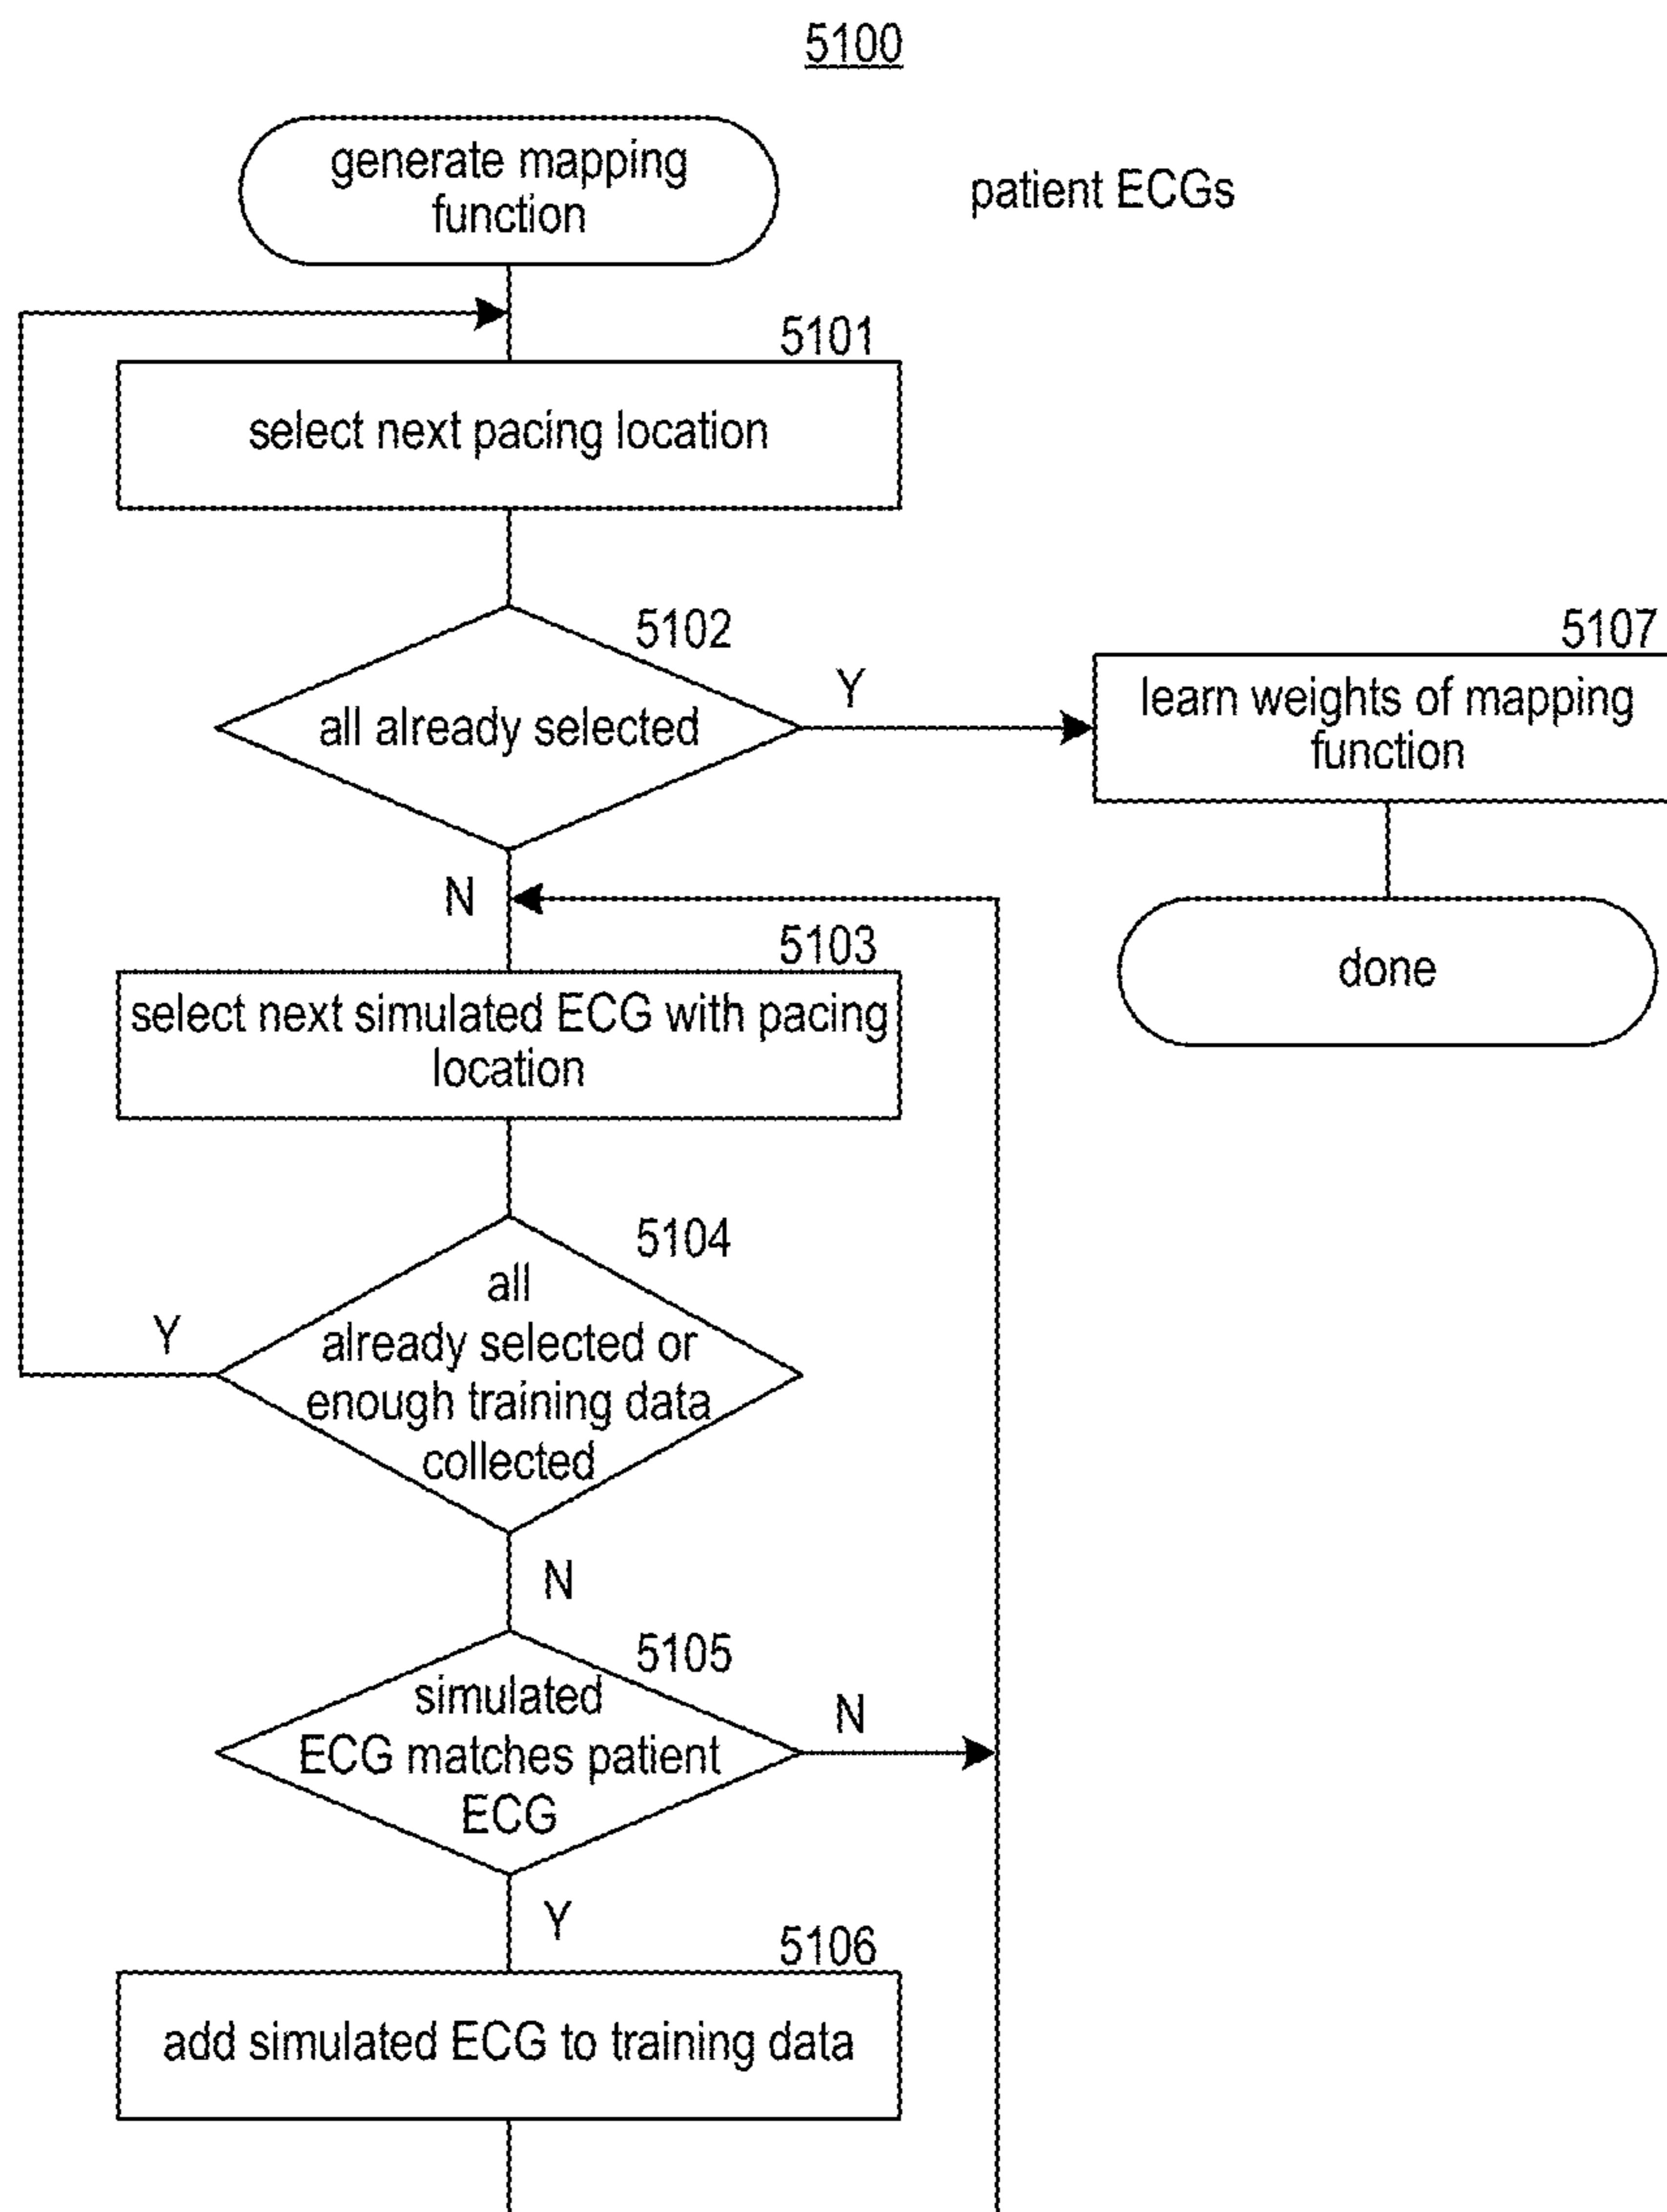 5100
generate mapping
function
patient ECGs
5101
select next pacing location
5102
all already selected
Y
5107
learn weights of mapping
function
N
done
5103
select next simulated ECG with pacing
location
5104
all
already selected or
enough training data
collected
Y
N
5105
simulated
ECG matches patient
ECG
N
Y
5106
add simulated ECG to training data